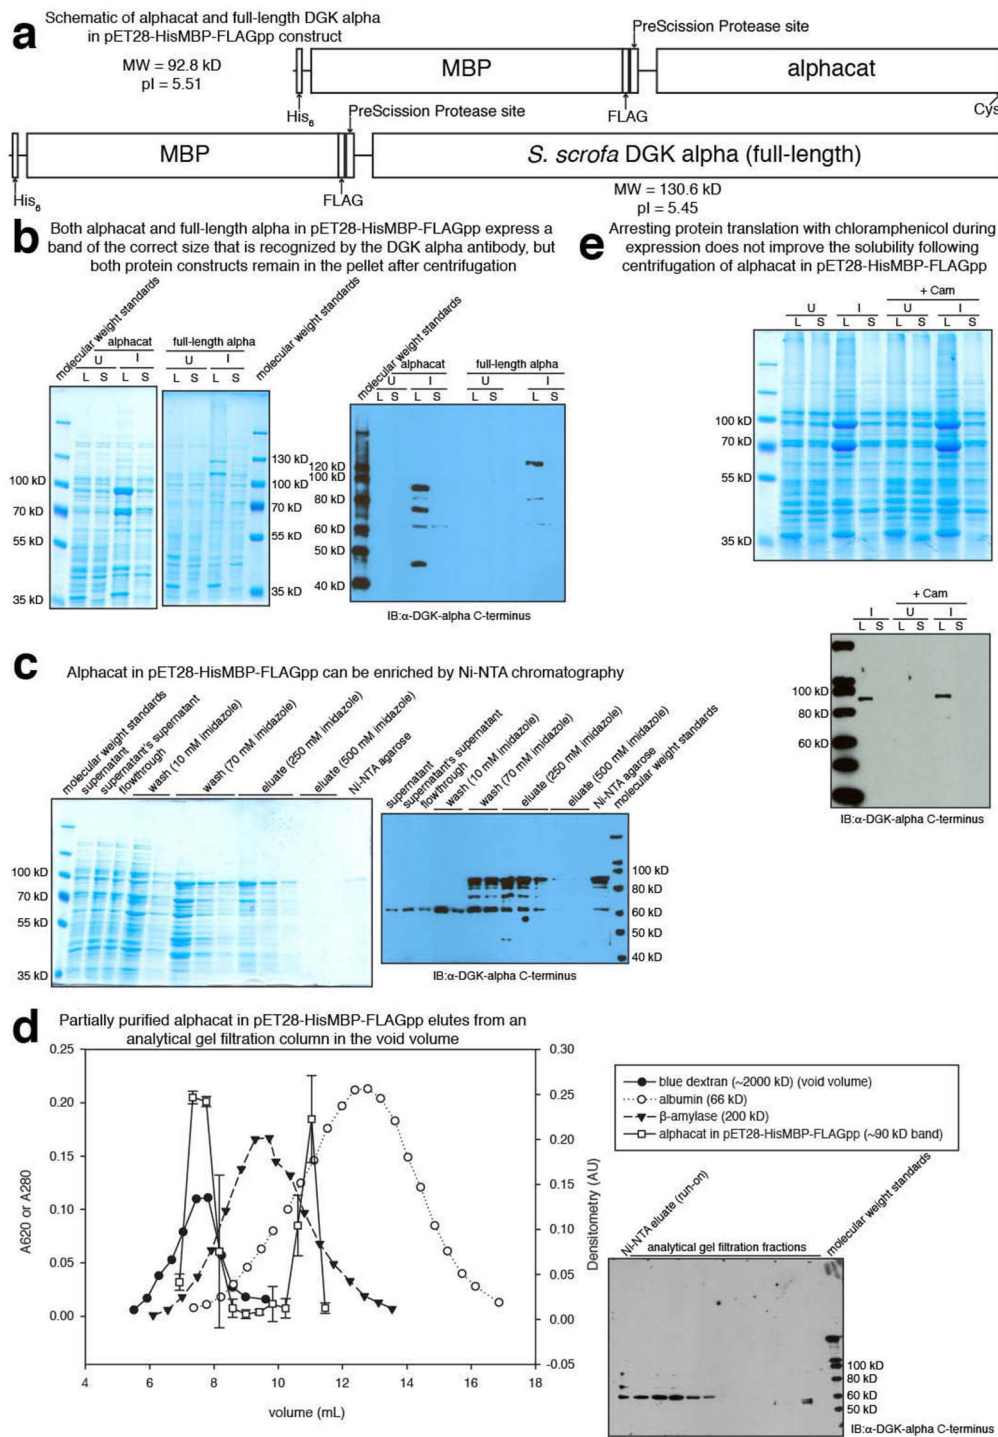 a
Schematic of alphacat and full-length DGK alpha
in pET28-HisMBP-FLAGpp construct
MW = 92.8 kD
pI = 5.51
PreScission Protease site
MBP
alphacat
His6
FLAG
Cys
PreScission Protease site
MBP
S. scrofa DGK alpha (full-length)
His6
FLAG
MW = 130.6 kD
pI = 5.45
b
Both alphacat and full-length alpha in pET28-HisMBP-FLAGpp express a
band of the correct size that is recognized by the DGK alpha antibody, but
both protein constructs remain in the pellet after centrifugation
molecular weight standards
alphacat
U I
L S L S
full-length alpha
U I
L S L S
molecular weight standards
100 kD
70 kD
55 kD
35 kD
130 kD
100 kD
70 kD
55 kD
35 kD
molecular weight standards
alphacat
U I
L S L S
full-length alpha
U I
L S L S
120 kD
100 kD
80 kD
60 kD
50 kD
40 kD
IB:α-DGK-alpha C-terminus
e
Arresting protein translation with chloramphenicol during
expression does not improve the solubility following
centrifugation of alphacat in pET28-HisMBP-FLAGpp
+ Cam
U I U I
L S L S L S L S
100 kD
70 kD
55 kD
35 kD
+ Cam
I U I
L S L S L S
100 kD
80 kD
60 kD
IB:α-DGK-alpha C-terminus
c
Alphacat in pET28-HisMBP-FLAGpp can be enriched by Ni-NTA chromatography
molecular weight standards
supernatant
supernatant's supernatant
flowthrough
wash (10 mM imidazole)
wash (70 mM imidazole)
eluate (250 mM imidazole)
eluate (500 mM imidazole)
Ni-NTA agarose
100 kD
70 kD
55 kD
35 kD
supernatant
supernatant's supernatant
flowthrough
wash (10 mM imidazole)
wash (70 mM imidazole)
eluate (250 mM imidazole)
eluate (500 mM imidazole)
Ni-NTA agarose
molecular weight standards
100 kD
80 kD
60 kD
50 kD
40 kD
IB:α-DGK-alpha C-terminus
d
Partially purified alphacat in pET28-HisMBP-FLAGpp elutes from an
analytical gel filtration column in the void volume
0.25
0.20
0.15
0.10
0.05
0.00
A620 or A280
0.30
0.25
0.20
0.15
0.10
0.05
0.00
-0.05
Densitometry (AU)
4 6 8 10 12 14 16 18
volume (mL)
blue dextran (~2000 kD) (void volume)
albumin (66 kD)
β-amylase (200 kD)
alphacat in pET28-HisMBP-FLAGpp (~90 kD band)
Ni-NTA eluate (run-on)
analytical gel filtration fractions
molecular weight standards
100 kD
80 kD
60 kD
50 kD
IB:α-DGK-alpha C-terminus